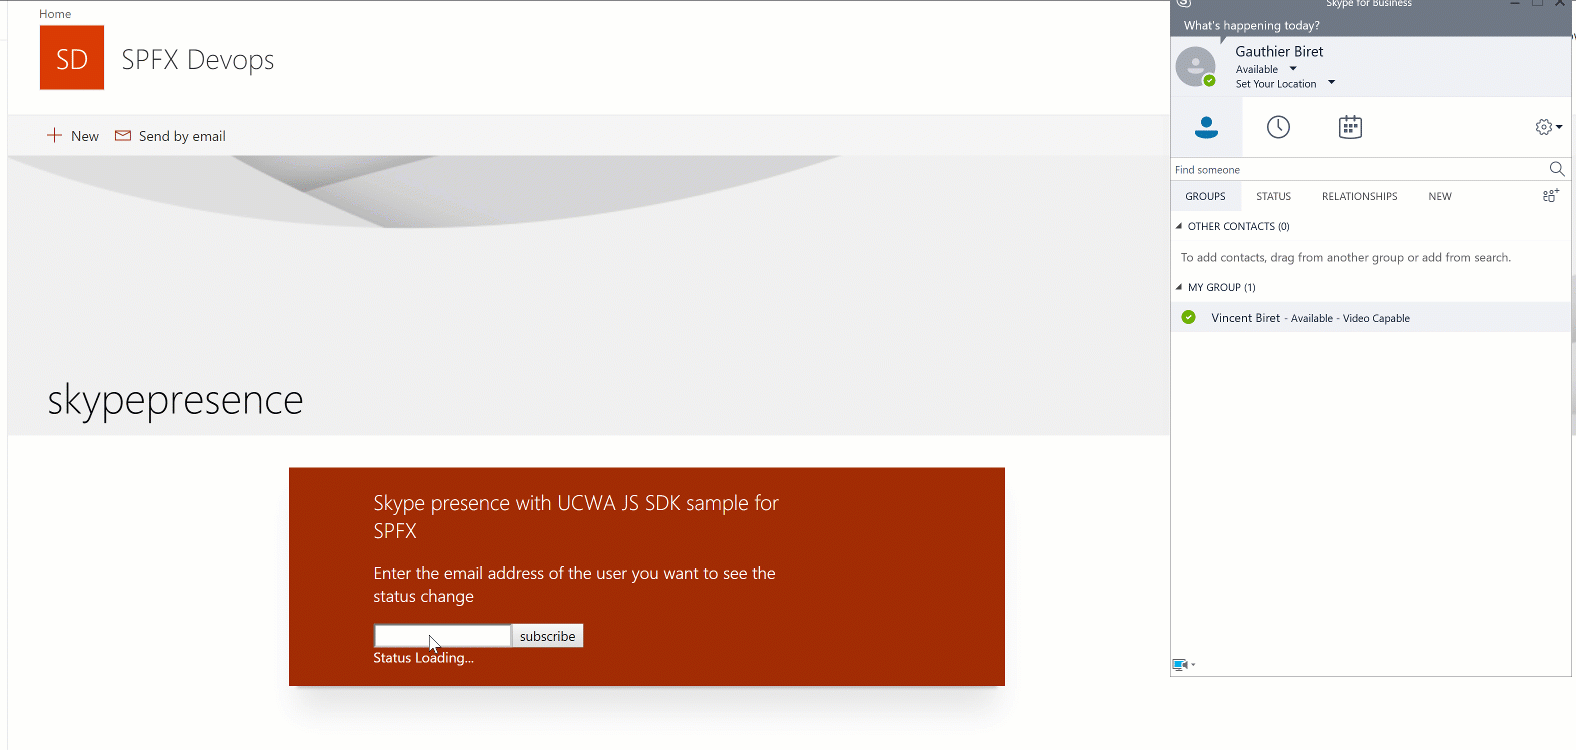 Home
SD
SPFX Devops
New
Send by email
skypepresence
Skype presence with UCWA JS SDK sample for
SPFX
Enter the email address of the user you want to see the
status change
subscribe
Status Loading...
Skype for Business
What's happening today?
Gauthier Biret
Available
Set Your Location
Find someone
GROUPS STATUS RELATIONSHIPS NEW
OTHER CONTACTS (0)
To add contacts, drag from another group or add from search.
MY GROUP (1)
Vincent Biret - Available - Video Capable